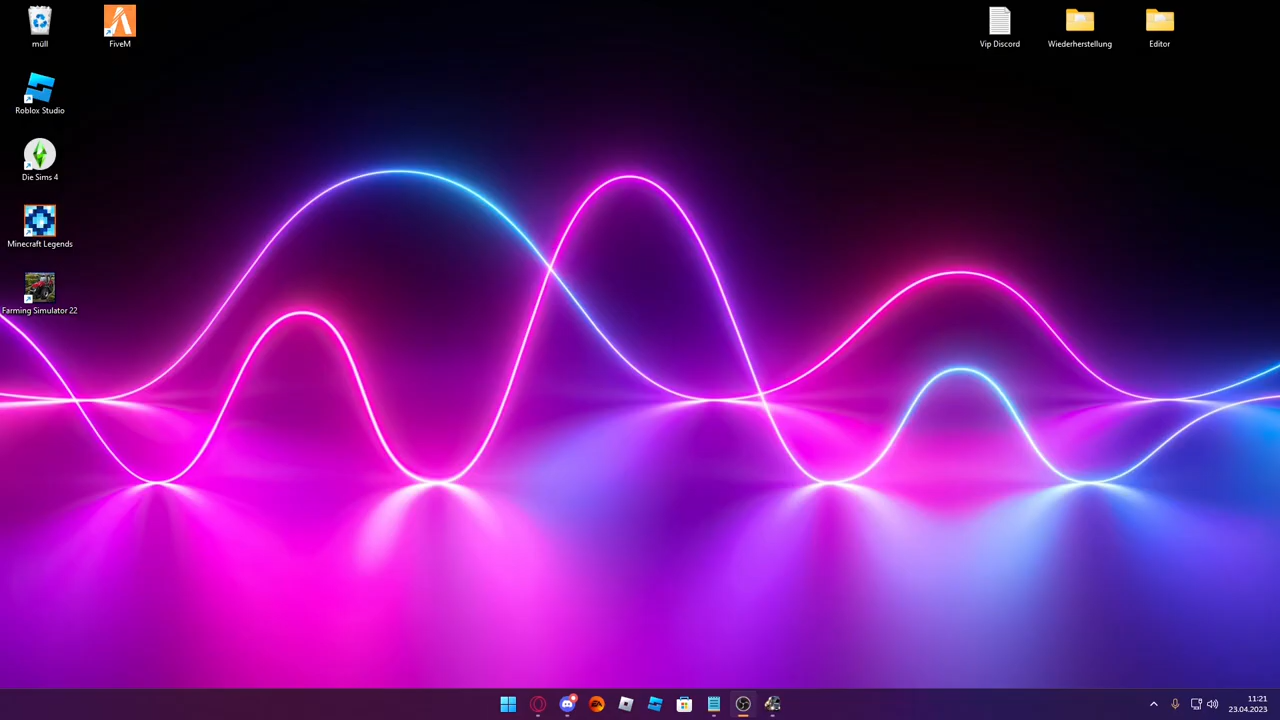 müll
FiveM
Vip Discord
Wiederherstellung
Editor
Roblox Studio
Die Sims 4
Minecraft Legends
Farming Simulator 22
11:21
23.04.2023